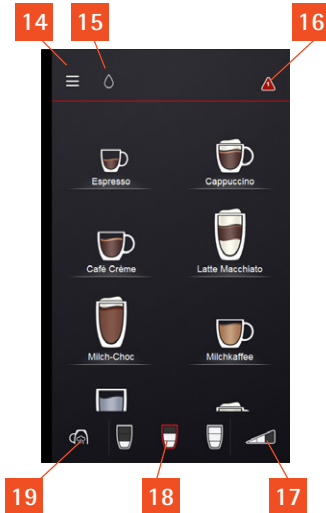 14 15 16
Espresso Cappuccino
Café Crème Latte Macchiato
Milch-Choc Milchkaffee
19 18 17